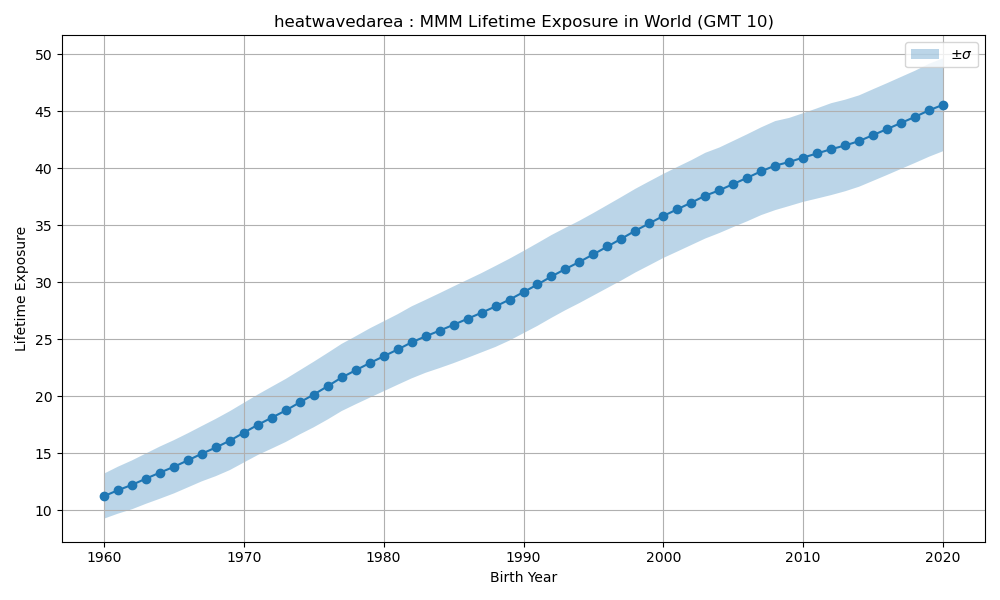 heatwavedarea : MMM Lifetime Exposure in World (GMT 10)
±σ
Lifetime Exposure
50
45
40
35
30
25
20
15
10
1960 1970 1980 1990 2000 2010 2020
Birth Year